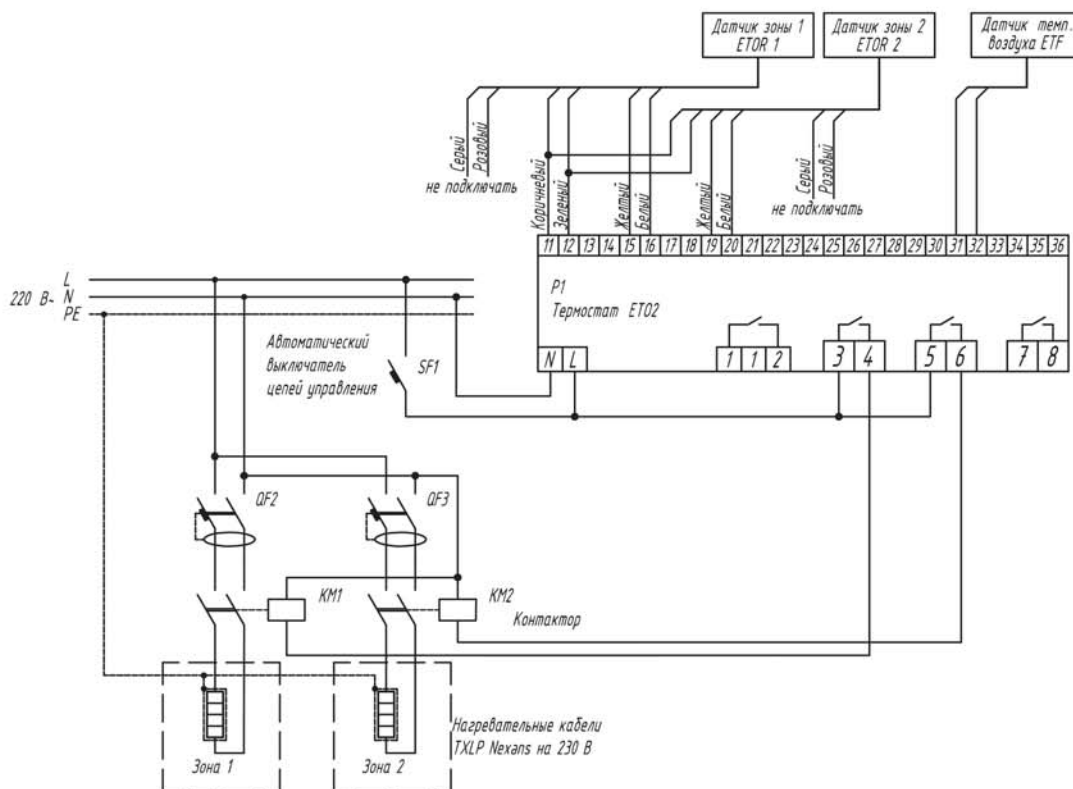 Датчик зоны 1
ETOR 1
Датчик зоны 2
ETOR 2
Датчик темп.
воздуха ETF
Серый
Розовый
не подключать
Коричневый
Зеленый
Желтый
Белый
Желтый
Белый
Серый
Розовый
не подключать
11 12 13 14 15 16 17 18 19 20 21 22 23 24 25 26 27 28 29 30 31 32 33 34 35 36
P1
Термостат ETO2
N L
1 1 2
3 4
5 6
7 8
220 В~
L
N
PE
Автоматический
выключатель
цепей управления
SF1
QF2
QF3
KM1
KM2
Контактор
Нагревательные кабели
TXLP Nexans на 230 В
Зона 1
Зона 2